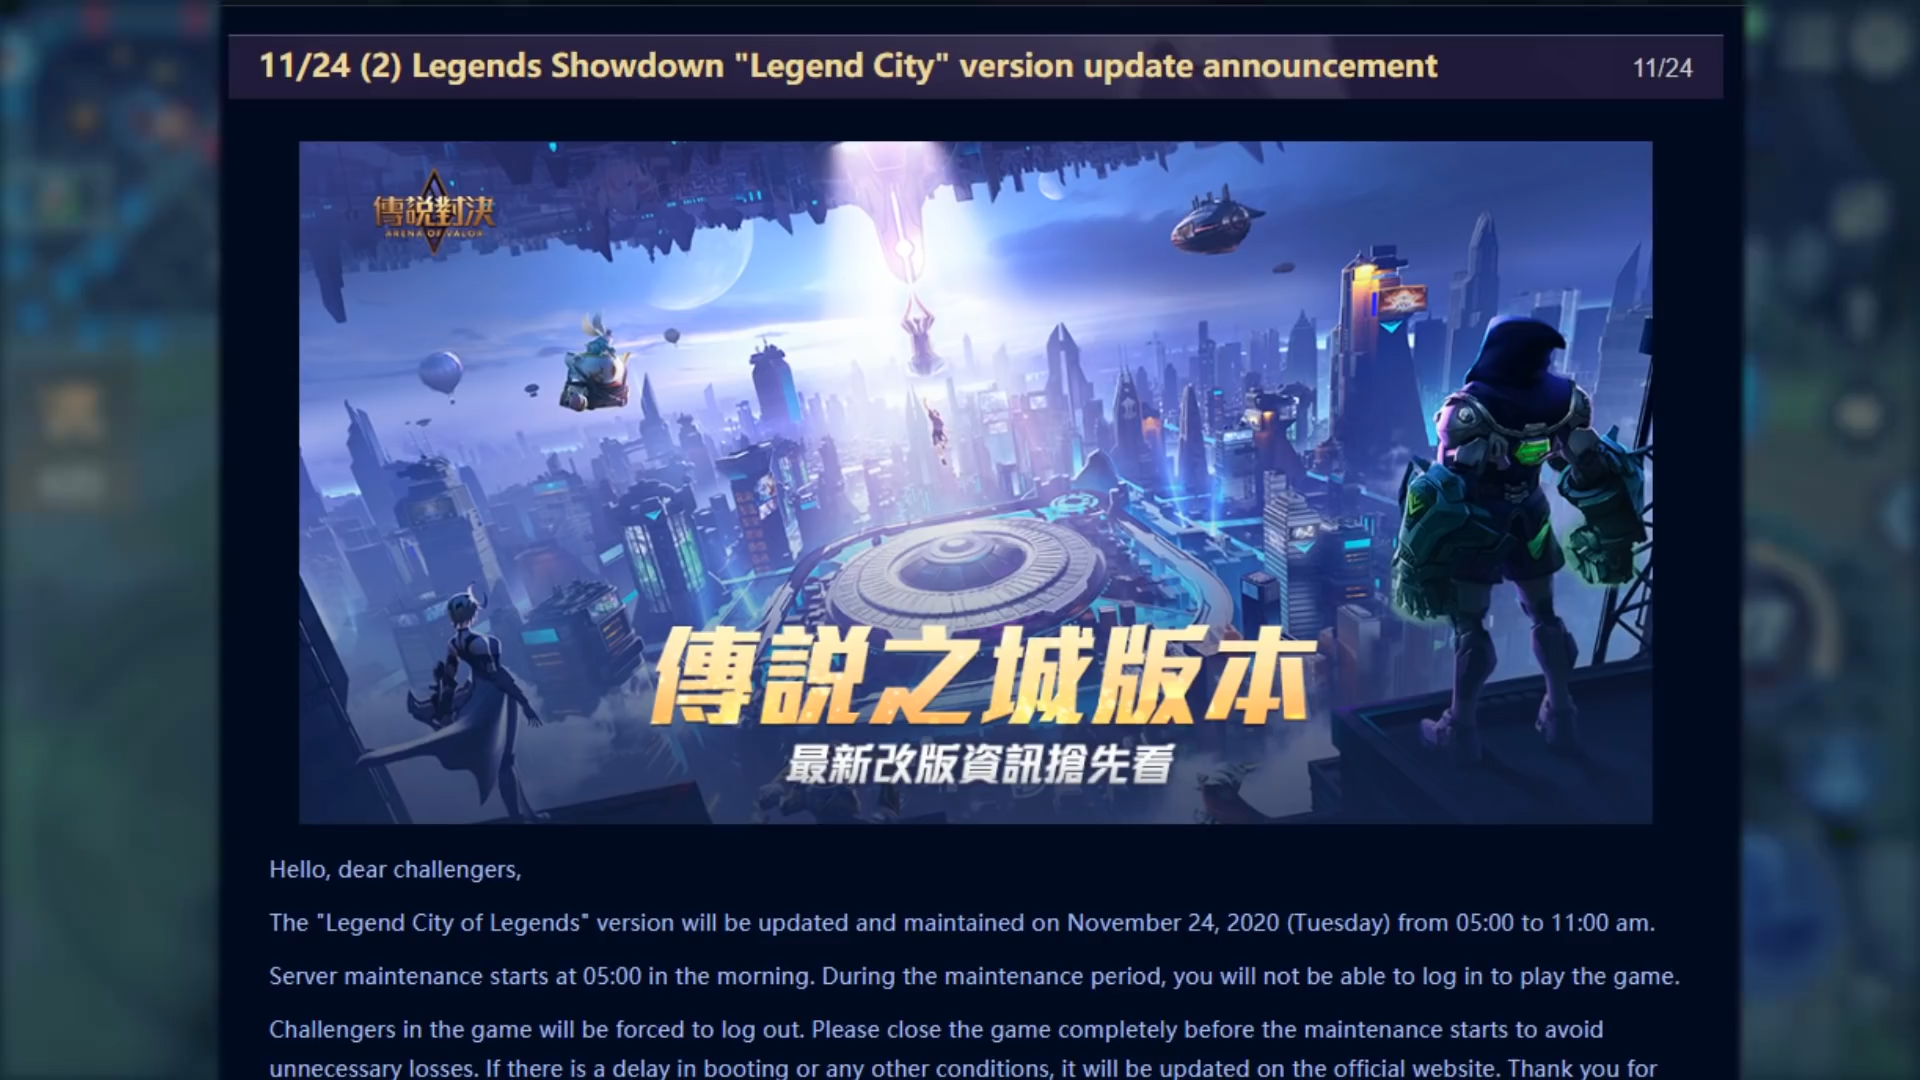 11/24 (2) Legends Showdown "Legend City" version update announcement
11/24
傳說對決
ARENA OF VALOR
傳說之城版本
最新改版資訊搶先看
Hello, dear challengers,
The "Legend City of Legends" version will be updated and maintained on November 24, 2020 (Tuesday) from 05:00 to 11:00 am.
Server maintenance starts at 05:00 in the morning. During the maintenance period, you will not be able to log in to play the game.
Challengers in the game will be forced to log out. Please close the game completely before the maintenance starts to avoid
unnecessary losses. If there is a delay in booting or any other conditions, it will be updated on the official website. Thank you for